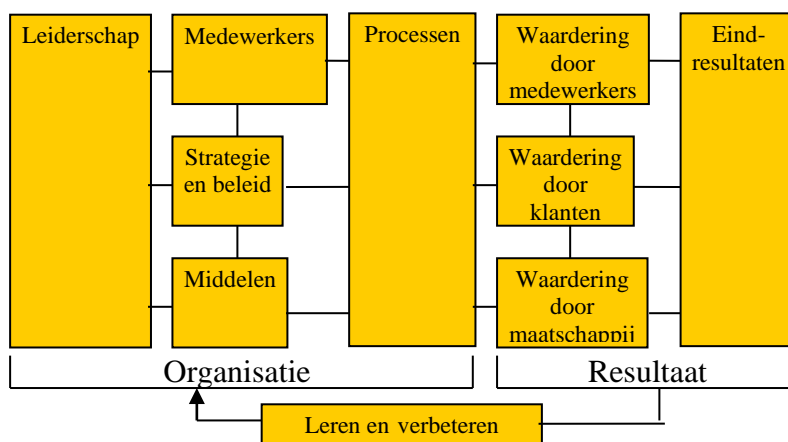 Leiderschap
Medewerkers
Processen
Waardering
door
medewerkers
Eind-
resultaten
Strategie
en beleid
Waardering
door
klanten
Middelen
Waardering
door
maatschappij
Organisatie
Resultaat
Leren en verbeteren